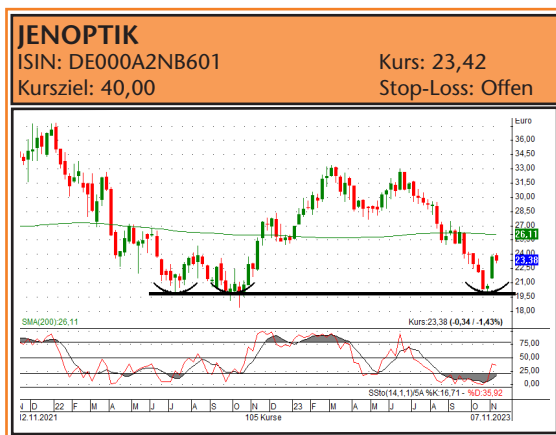 JENOPTIK
ISIN: DE000A2NB601 Kurs: 23,42
Kursziel: 40,00 Stop-Loss: Offen
Euro
36,00
34,00
33,00
31,50
30,00
28,50
27,00
26,11
24,00
23,38
22,50
21,00
19,50
18,00
SMA(200):26,11 Kurs:23,38 (-0,34 / -1,43%)
75,00
50,00
25,00
0,00
SSto(14,1,1)/5A %K:16,71 - %D:35,92
N D 22 F M A M J J A S O N D 23 F M A M J J A S O N
12.11.2021 105 Kurse 07.11.2023